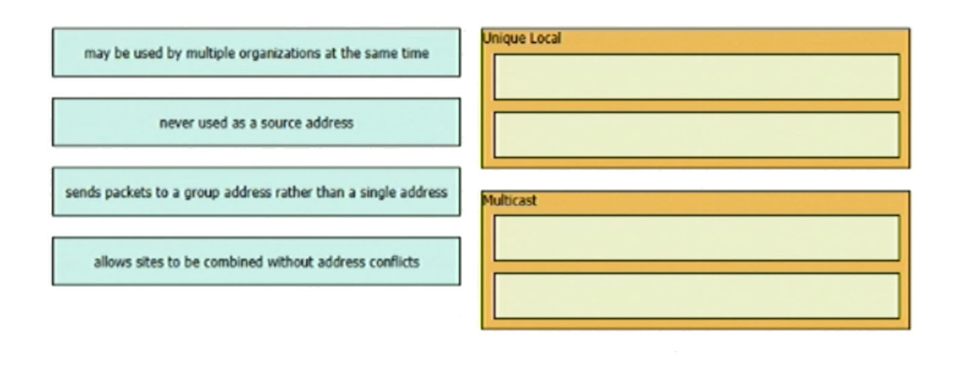 may be used by multiple organizations at the same time
never used as a source address
sends packets to a group address rather than a single address
allows sites to be combined without address conflicts
Unique Local
Multicast